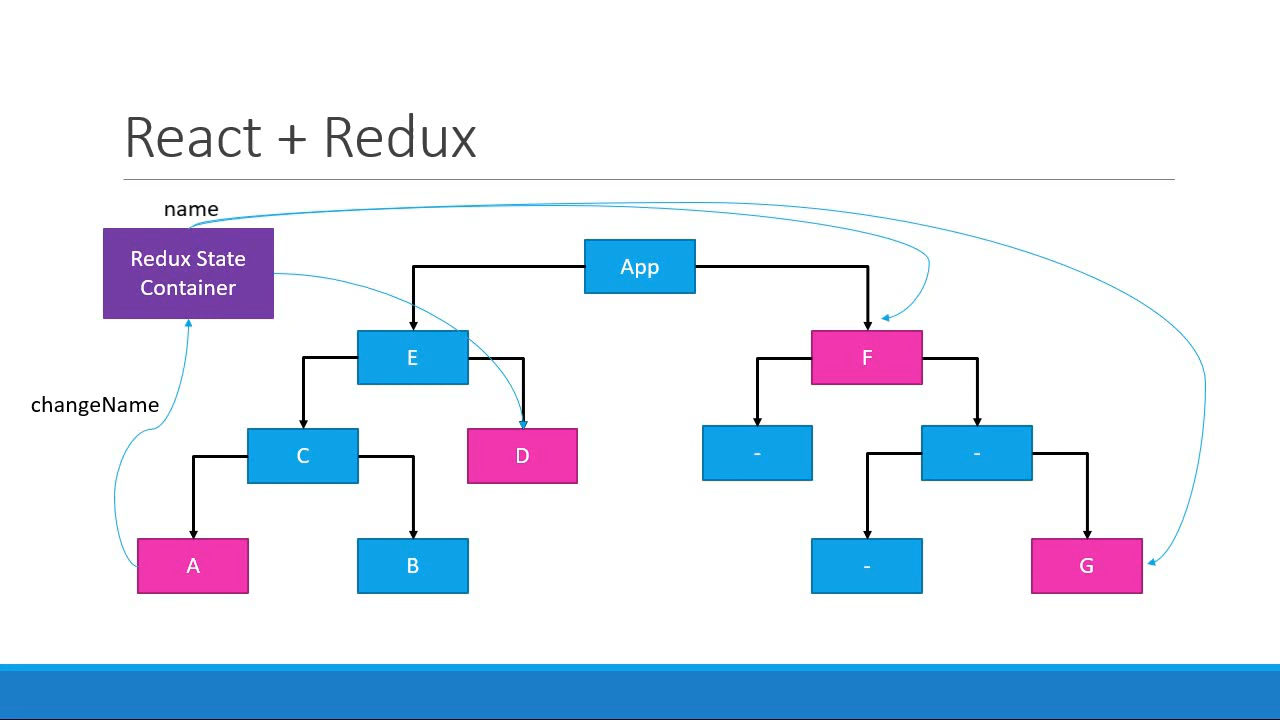 React + Redux
name
Redux State
Container
App
E
F
changeName
C
D
-
-
A
B
-
G